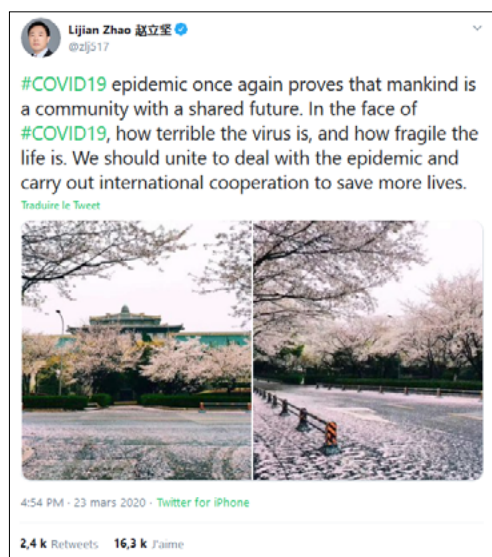 Lijian Zhao 赵立坚
@zlj517
#COVID19 epidemic once again proves that mankind is
a community with a shared future. In the face of
#COVID19, how terrible the virus is, and how fragile the
life is. We should unite to deal with the epidemic and
carry out international cooperation to save more lives.
Traduire le Tweet
4:54 PM · 23 mars 2020 · Twitter for iPhone
2,4 k Retweets 16,3 k J'aime